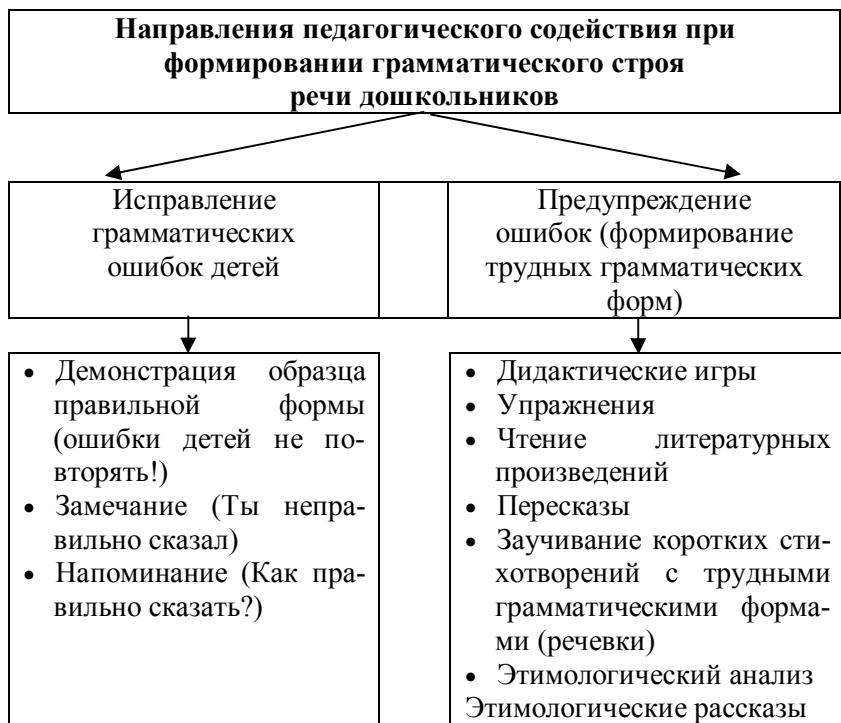 Направления педагогического содействия при
формировании грамматического строя
речи дошкольников
Исправление
грамматических
ошибок детей
Предупреждение
ошибок (формирование
трудных грамматических
форм)
• Демонстрация образца
правильной формы
(ошибки детей не по-
вторять!)
• Замечание (Ты непра-
вильно сказал)
• Напоминание (Как пра-
вильно сказать?)
• Дидактические игры
• Упражнения
• Чтение литературных
произведений
• Пересказы
• Заучивание коротких сти-
хотворений с трудными
грамматическими форма-
ми (речевки)
• Этимологический анализ
Этимологические рассказы